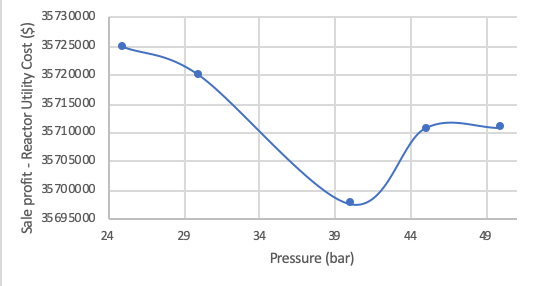 Sale profit - Reactor Utility Cost ($)
35730000
35725000
35720000
35715000
35710000
35705000
35700000
35695000
24 29 34 39 44 49
Pressure (bar)